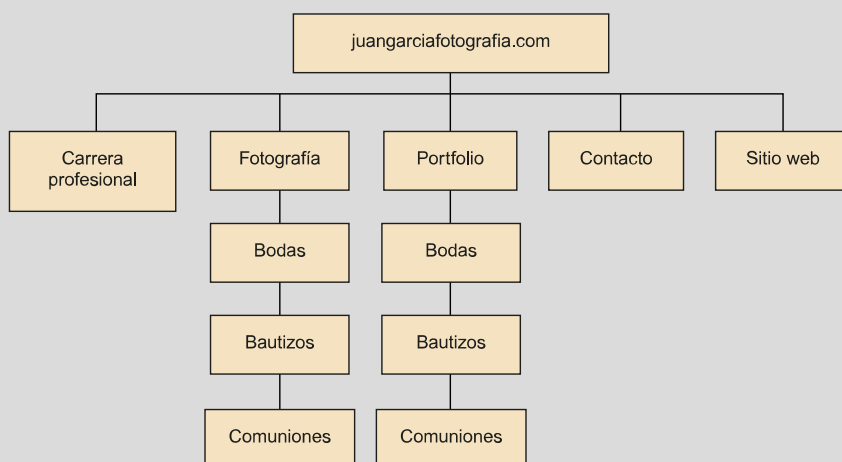 juangarciafotografia.com
Carrera
profesional
Fotografía
Portfolio
Contacto
Sitio web
Bodas
Bodas
Bautizos
Bautizos
Comuniones
Comuniones